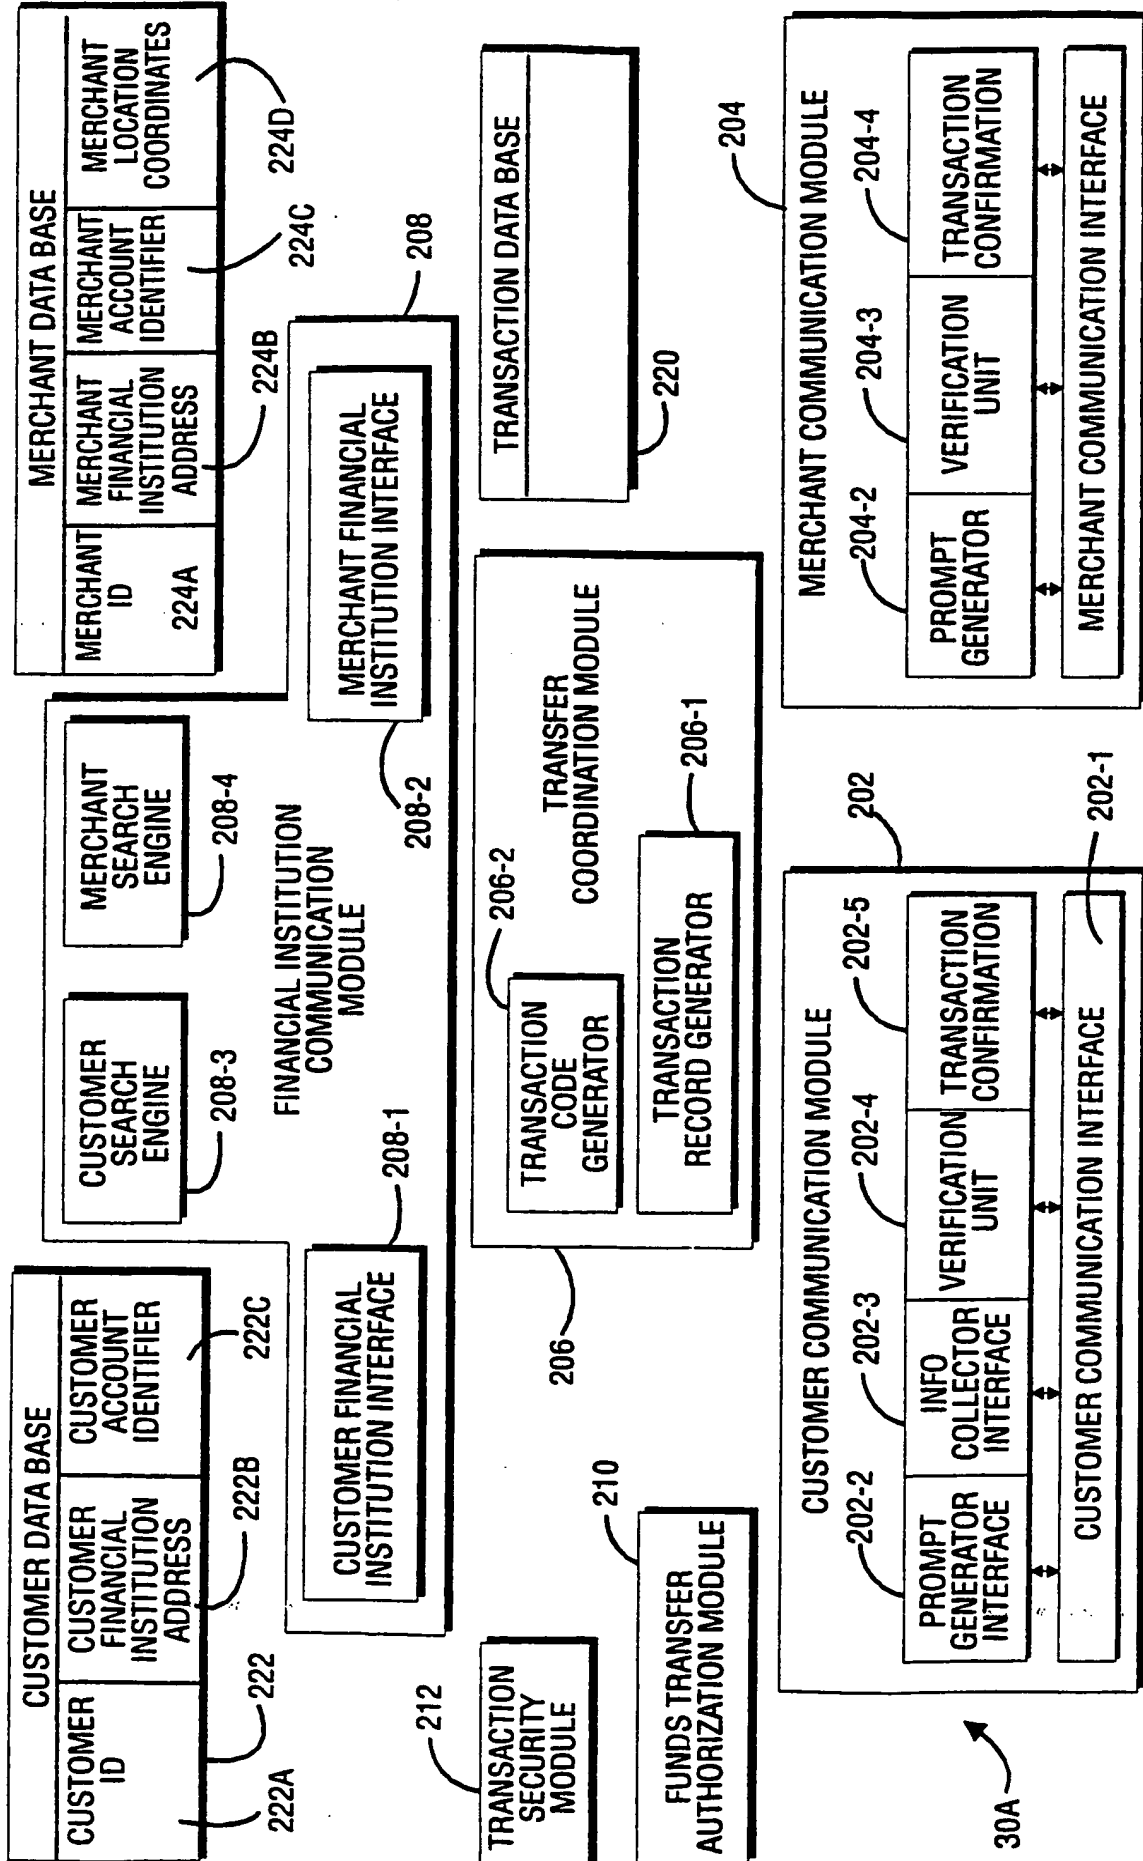 CUSTOMER DATA BASE
CUSTOMER
ID
CUSTOMER
FINANCIAL
INSTITUTION
ADDRESS
CUSTOMER
ACCOUNT
IDENTIFIER
222A
222
222B
222C
CUSTOMER
SEARCH
ENGINE
208-3
MERCHANT
SEARCH
ENGINE
208-4
FINANCIAL INSTITUTION
COMMUNICATION
MODULE
CUSTOMER FINANCIAL
INSTITUTION INTERFACE
208-1
MERCHANT FINANCIAL
INSTITUTION INTERFACE
208-2
208
MERCHANT DATA BASE
MERCHANT
ID
224A
MERCHANT
FINANCIAL
INSTITUTION
ADDRESS
MERCHANT
ACCOUNT
IDENTIFIER
MERCHANT
LOCATION
COORDINATES
224B
224C
224D
212
TRANSACTION
SECURITY
MODULE
210
FUNDS TRANSFER
AUTHORIZATION MODULE
206
206-2
TRANSACTION
CODE
GENERATOR
TRANSFER
COORDINATION MODULE
TRANSACTION
RECORD GENERATOR
206-1
TRANSACTION DATA BASE
220
30A
CUSTOMER COMMUNICATION MODULE
202
202-2
202-3
202-4
202-5
PROMPT
GENERATOR
INTERFACE
INFO
COLLECTOR
INTERFACE
VERIFICATION
UNIT
TRANSACTION
CONFIRMATION
CUSTOMER COMMUNICATION INTERFACE
202-1
MERCHANT COMMUNICATION MODULE
204
204-2
204-3
204-4
PROMPT
GENERATOR
VERIFICATION
UNIT
TRANSACTION
CONFIRMATION
MERCHANT COMMUNICATION INTERFACE